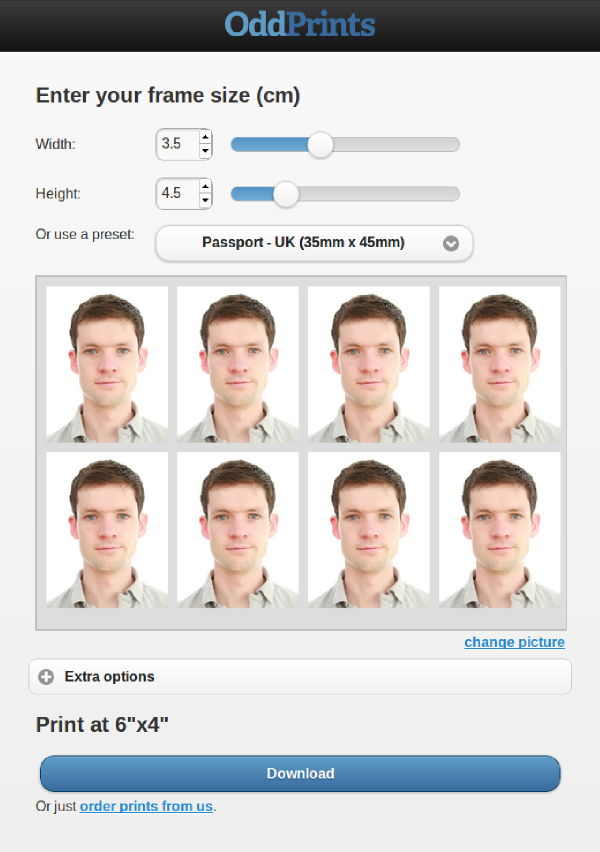 OddPrints
Enter your frame size (cm)
Width: 3.5
Height: 4.5
Or use a preset: Passport - UK (35mm x 45mm)
change picture
Extra options
Print at 6"x4"
Download
Or just order prints from us.